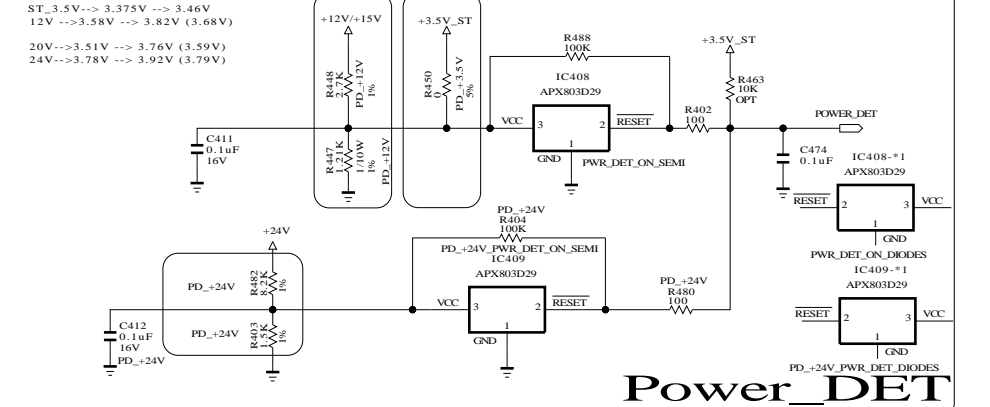 ST_3.5V--> 3.375V --> 3.46V
12V -->3.58V --> 3.82V (3.68V)
20V-->3.51V --> 3.76V (3.59V)
24V-->3.78V --> 3.92V (3.79V)
+12V/+15V
R448
2.7K
PD_+12V
1%
R447
1.21K
1/10W
1%
PD_+12V
+3.5V_ST
R450
0
PD_+3.5V
5%
C411
0.1uF
16V
R488
100K
IC408
APX803D29
VCC
3
2
RESET
1
GND
PWR_DET_ON_SEMI
R402
100
+3.5V_ST
R463
10K
OPT
POWER_DET
C474
0.1uF
IC408-*1
APX803D29
RESET
2
3
VCC
1
GND
PWR_DET_ON_DIODES
+24V
PD_+24V
R482
8.2K
1%
PD_+24V
R403
1.5K
1%
C412
0.1uF
16V
PD_+24V
PD_+24V
R404
100K
PD_+24V_PWR_DET_ON_SEMI
IC409
APX803D29
VCC
3
2
RESET
1
GND
PD_+24V
R480
100
IC409-*1
APX803D29
RESET
2
3
VCC
1
GND
PD_+24V_PWR_DET_DIODES
Power_DET